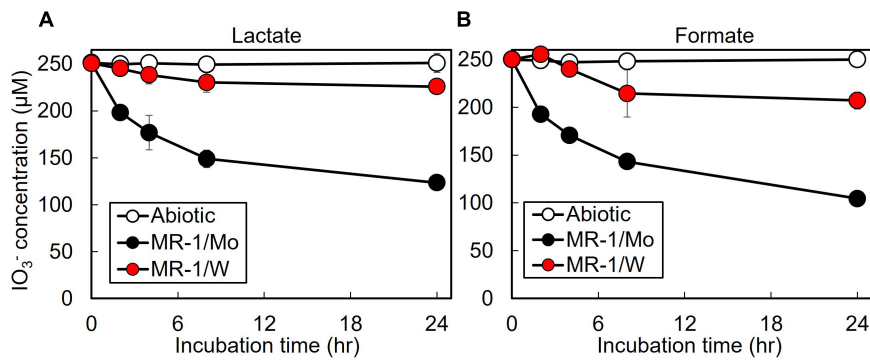 A
Lactate
IO₃⁻ concentration (µM)
250
200
150
100
50
0
Abiotic
MR-1/Mo
MR-1/W
0
6
12
18
24
Incubation time (hr)
B
Formate
250
200
150
100
50
0
Abiotic
MR-1/Mo
MR-1/W
0
6
12
18
24
Incubation time (hr)